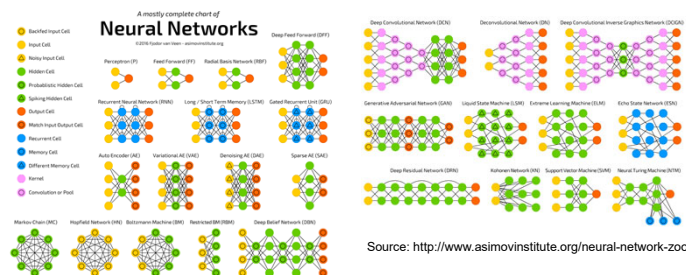 A mostly complete chart of
Neural Networks
©2016 Fjodor van Veen - asimovinstitute.org
Backfed Input Cell
Input Cell
Noisy Input Cell
Hidden Cell
Probablistic Hidden Cell
Spiking Hidden Cell
Output Cell
Match Input Output Cell
Recurrent Cell
Memory Cell
Different Memory Cell
Kernel
Convolution or Pool
Deep Feed Forward (DFF)
Perceptron (P)
Feed Forward (FF)
Radial Basis Network (RBF)
Recurrent Neural Network (RNN)
Long / Short Term Memory (LSTM)
Gated Recurrent Unit (GRU)
Auto Encoder (AE)
Variational AE (VAE)
Denoising AE (DAE)
Sparse AE (SAE)
Markov Chain (MC)
Hopfield Network (HN)
Boltzmann Machine (BM)
Restricted BM (RBM)
Deep Belief Network (DBN)
Deep Convolutional Network (DCN)
Deconvolutional Network (DN)
Deep Convolutional Inverse Graphics Network (DCIGN)
Generative Adversarial Network (GAN)
Liquid State Machine (LSM)
Extreme Learning Machine (ELM)
Echo State Network (ESN)
Deep Residual Network (DRN)
Kohonen Network (KN)
Support Vector Machine (SVM)
Neural Turing Machine (NTM)
Source: http://www.asimovinstitute.org/neural-network-zoo